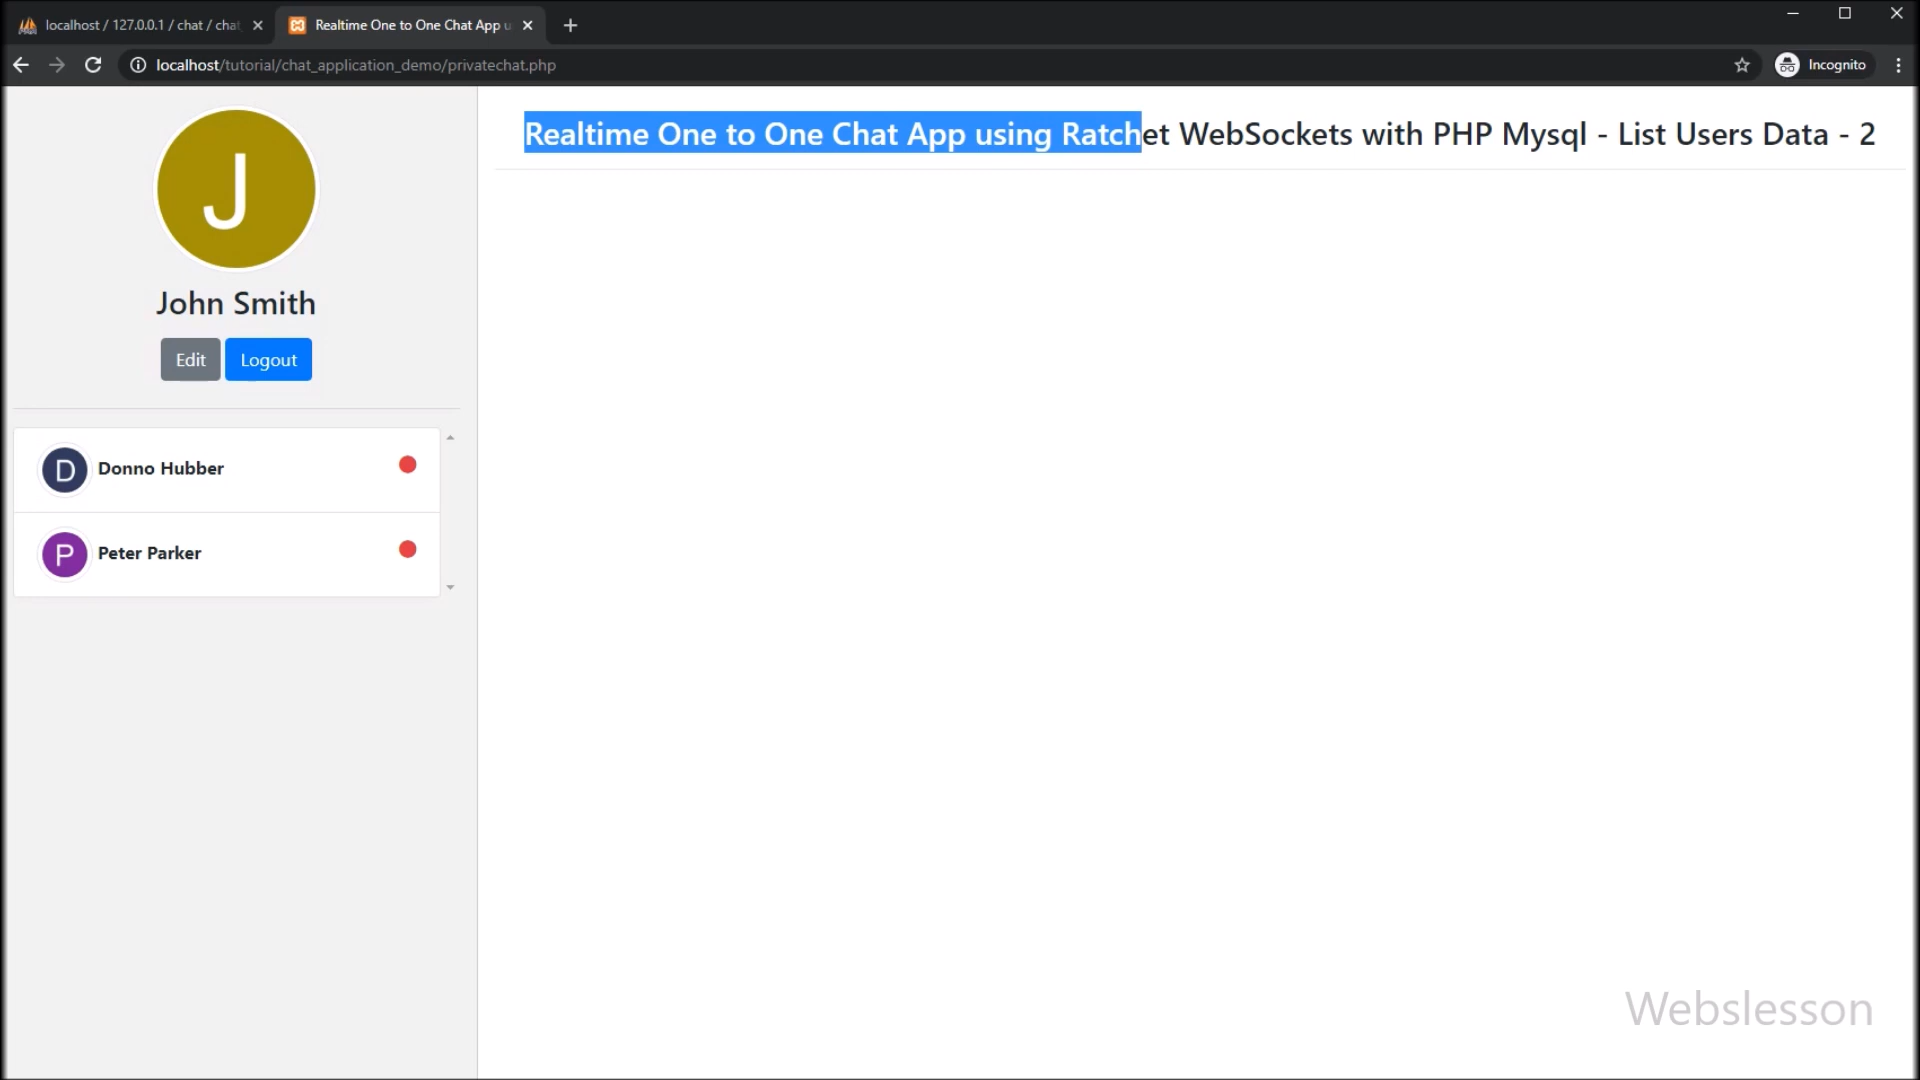 localhost / 127.0.0.1 / chat / chat
Realtime One to One Chat App u
localhost/tutorial/chat_application_demo/privatechat.php
Incognito
J
John Smith
Edit
Logout
D
Donno Hubber
P
Peter Parker
Realtime One to One Chat App using Ratchet WebSockets with PHP Mysql - List Users Data - 2
Webslesson